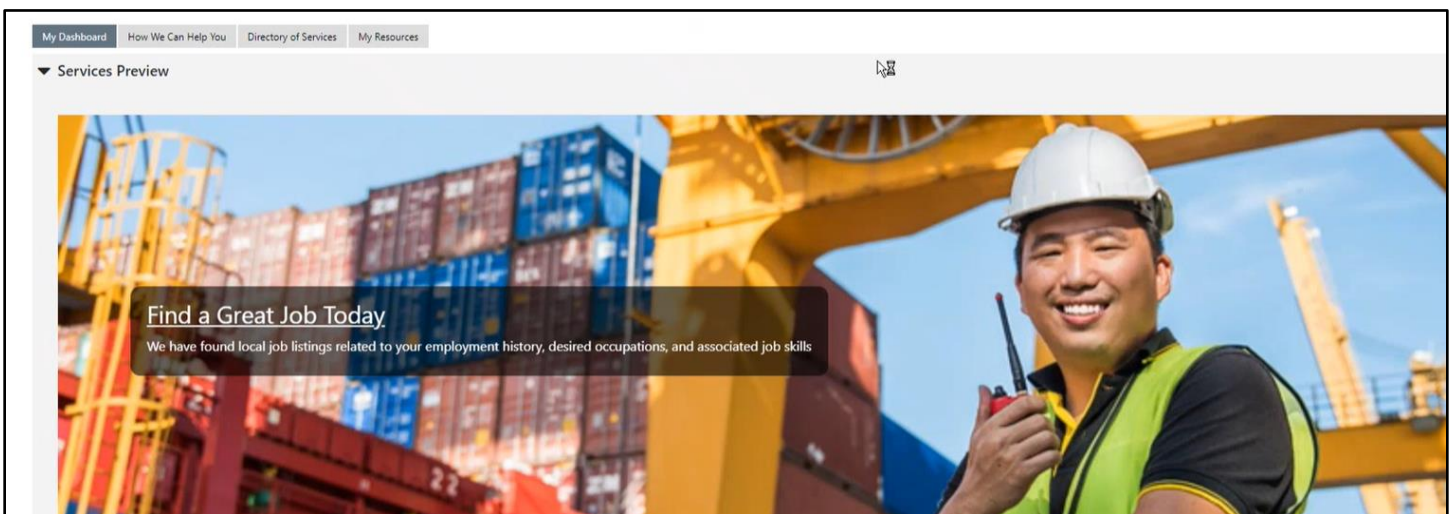 My Dashboard How We Can Help You Directory of Services My Resources
Services Preview
Find a Great Job Today
We have found local job listings related to your employment history, desired occupations, and associated job skills
22